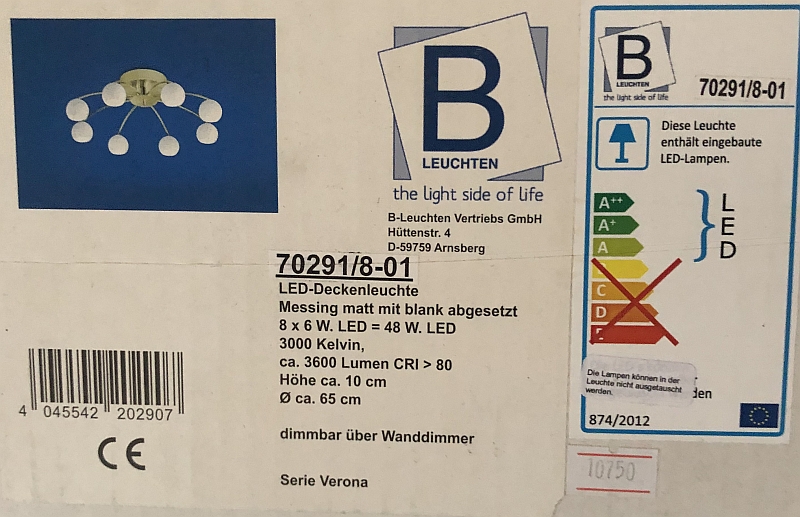 B
LEUCHTEN
the light side of life
B-Leuchten Vertriebs GmbH
Hüttenstr. 4
D-59759 Arnsberg
70291/8-01
LED-Deckenleuchte
Messing matt mit blank abgesetzt
8 x 6 W. LED = 48 W. LED
3000 Kelvin,
ca. 3600 Lumen CRI > 80
Höhe ca. 10 cm
Ø ca. 65 cm
dimmbar über Wanddimmer
Serie Verona
4 045542 202907
CE
B
LEUCHTEN
the light side of life
70291/8-01
Diese Leuchte
enthält eingebaute
LED-Lampen.
A++
A+
A
C
D
LED
Die Lampen können in der
Leuchte nicht ausgetauscht
werden.
den
874/2012
10750